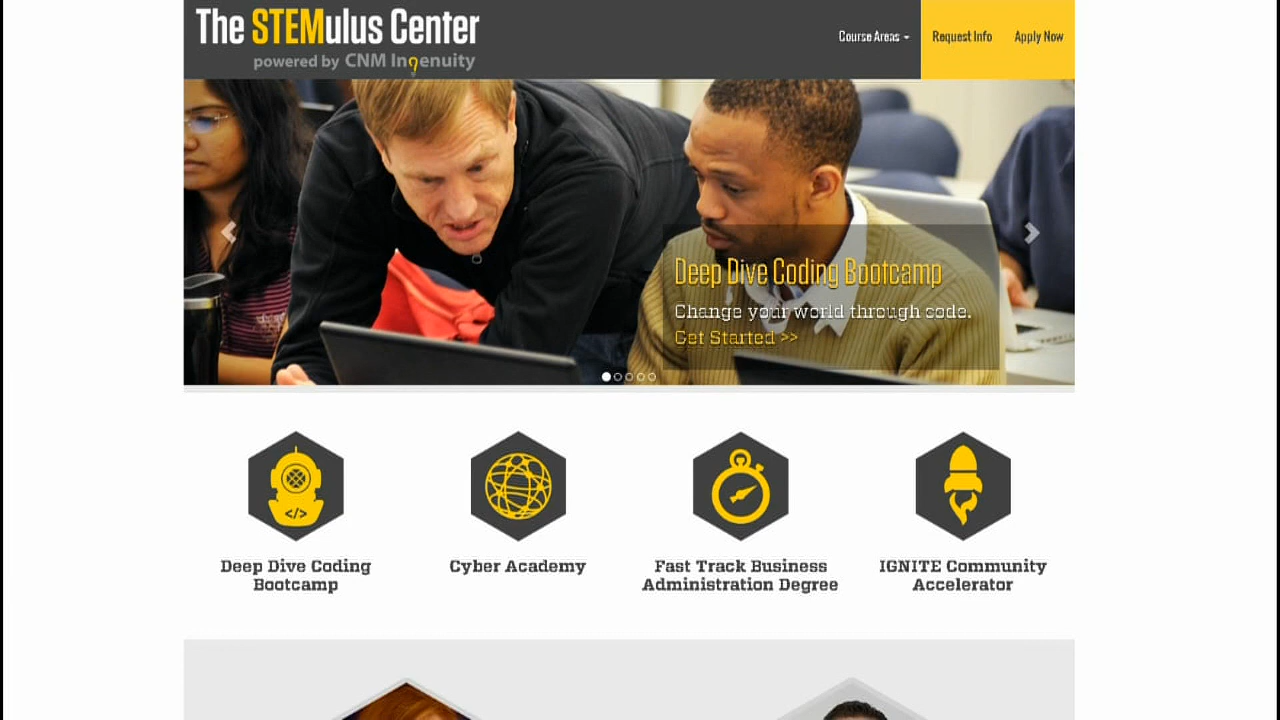 The STEMulus Center
powered by CNM Ingenuity
Course Areas
Request Info
Apply Now
Deep Dive Coding Bootcamp
Change your world through code.
Get Started >>
</>
Deep Dive Coding
Bootcamp
Cyber Academy
Fast Track Business
Administration Degree
IGNITE Community
Accelerator